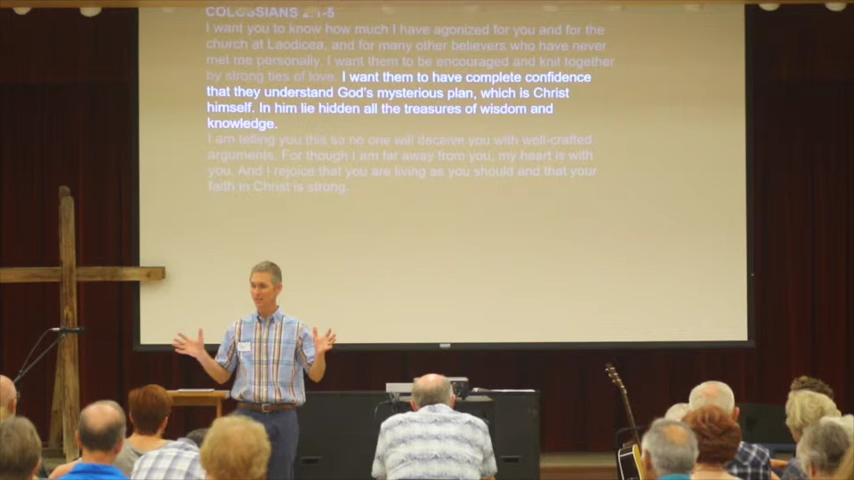 COLOSSIANS 2:1-5
I want you to know how much I have agonized for you and for the
church at Laodicea, and for many other believers who have never
met me personally. I want them to be encouraged and knit together
by strong ties of love. I want them to have complete confidence
that they understand God's mysterious plan, which is Christ
himself. In him lie hidden all the treasures of wisdom and
knowledge.
I am telling you this so no one will deceive you with well-crafted
arguments. For though I am far away from you, my heart is with
you. And I rejoice that you are living as you should and that your
faith in Christ is strong.